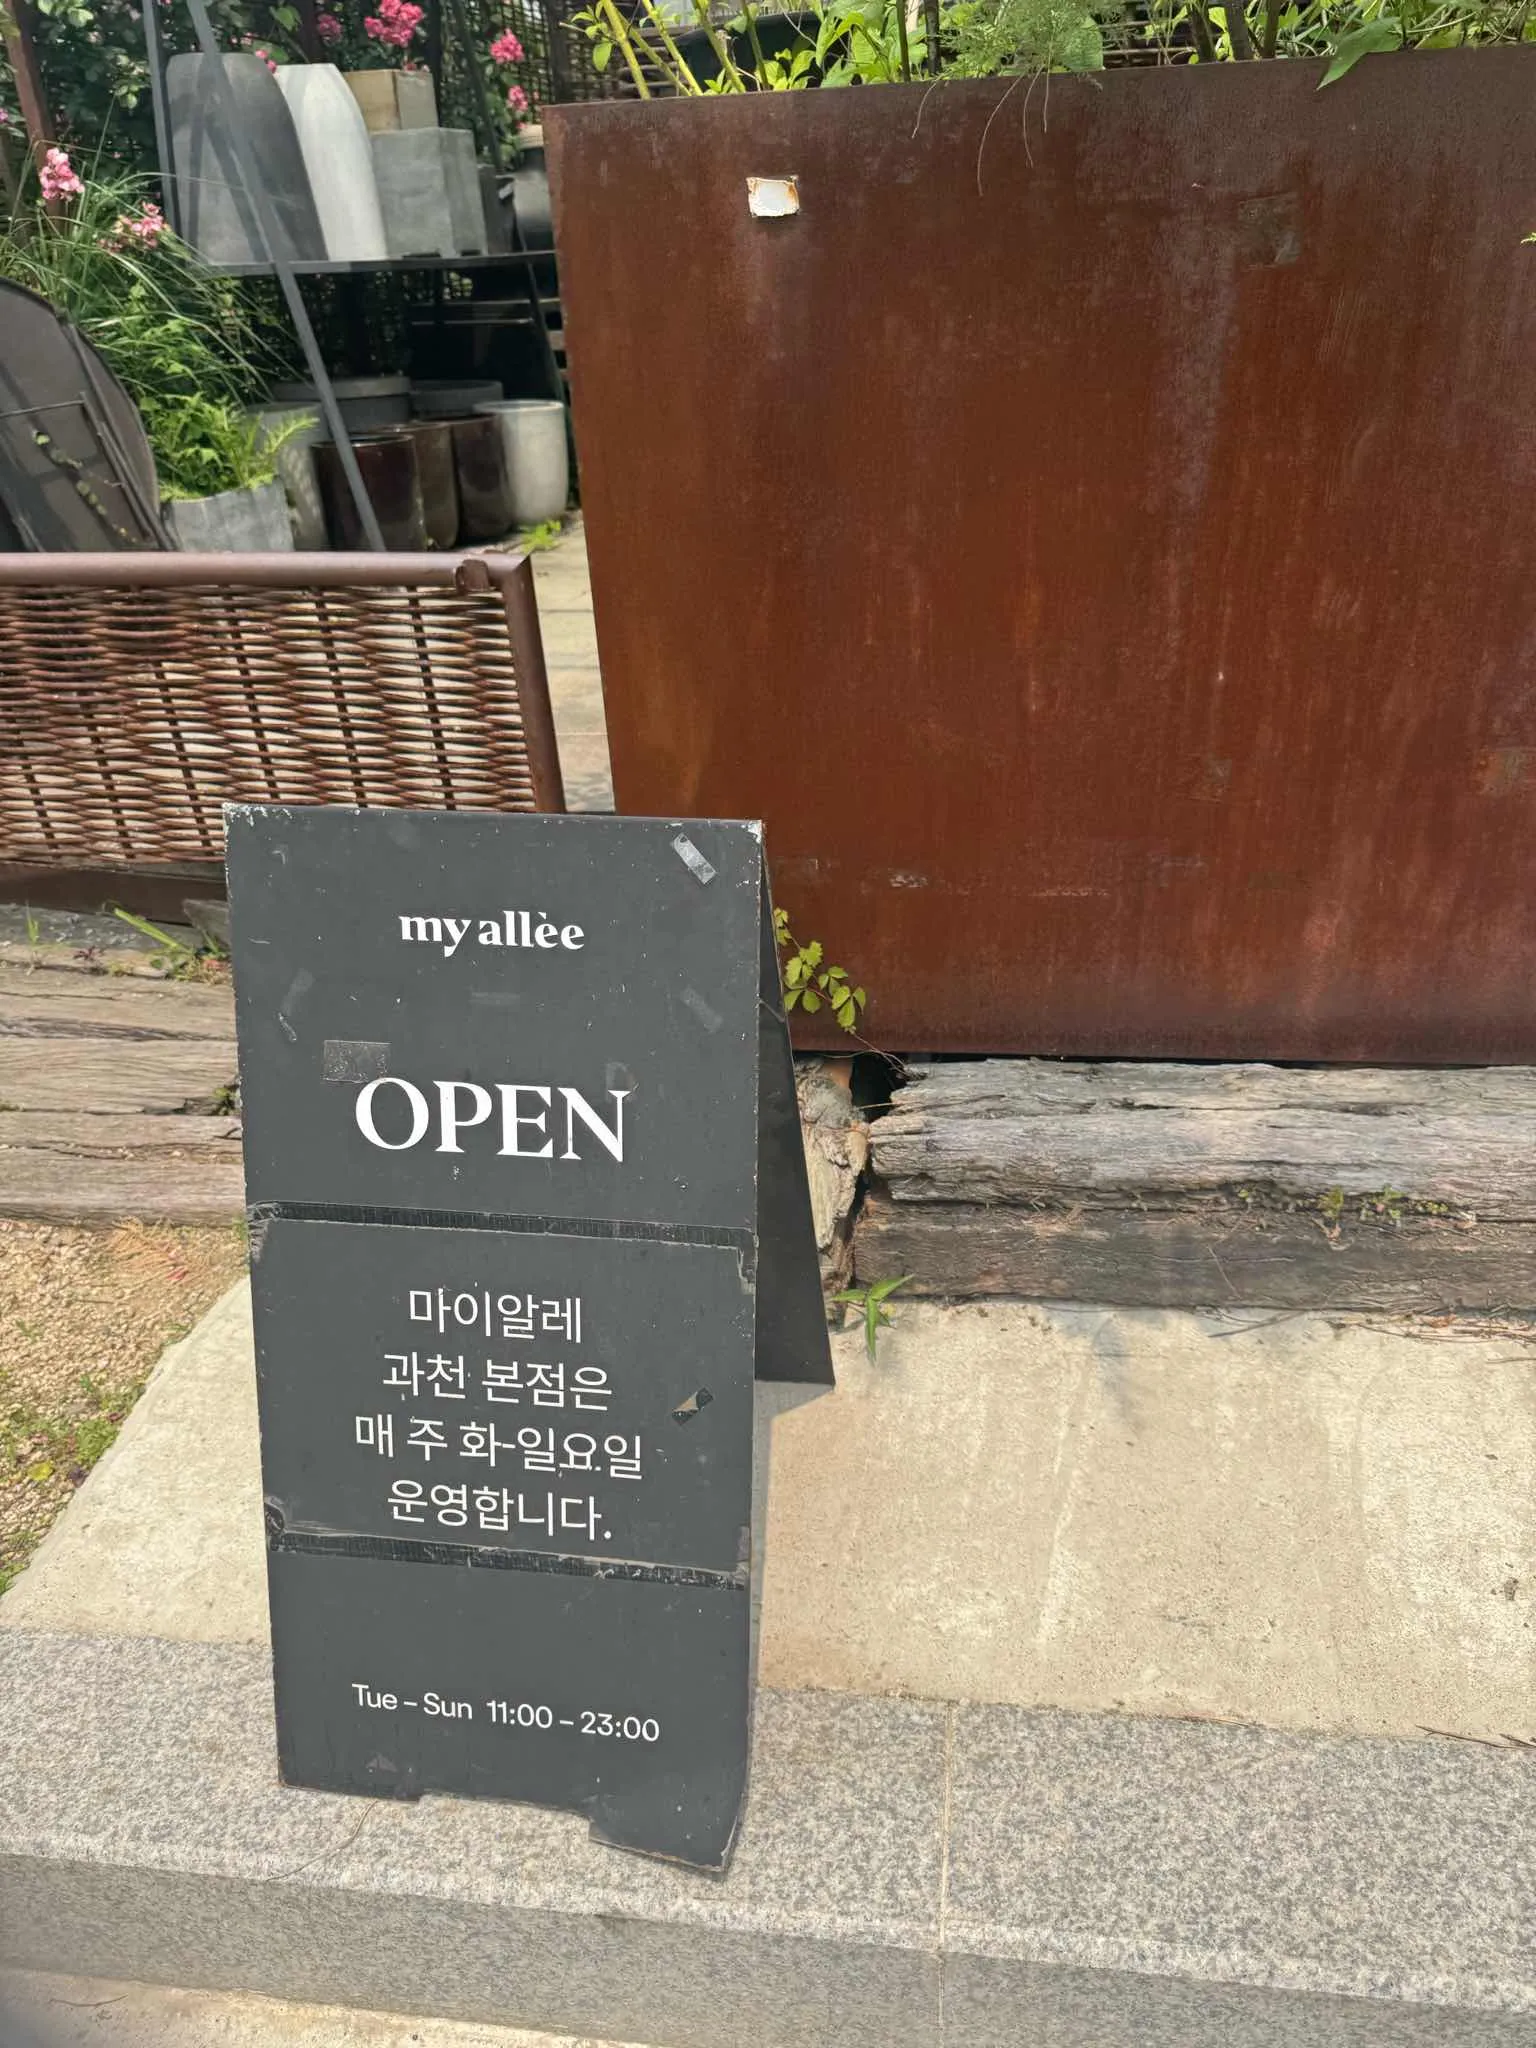 my allèe
OPEN
마이알레
과천 본점은
매 주 화-일요일
운영합니다.
Tue – Sun 11:00 – 23:00